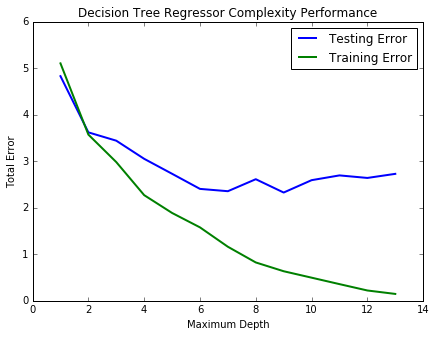 Decision Tree Regressor Complexity Performance
6
5
4
3
2
1
0
Total Error
Testing Error
Training Error
0 2 4 6 8 10 12 14
Maximum Depth